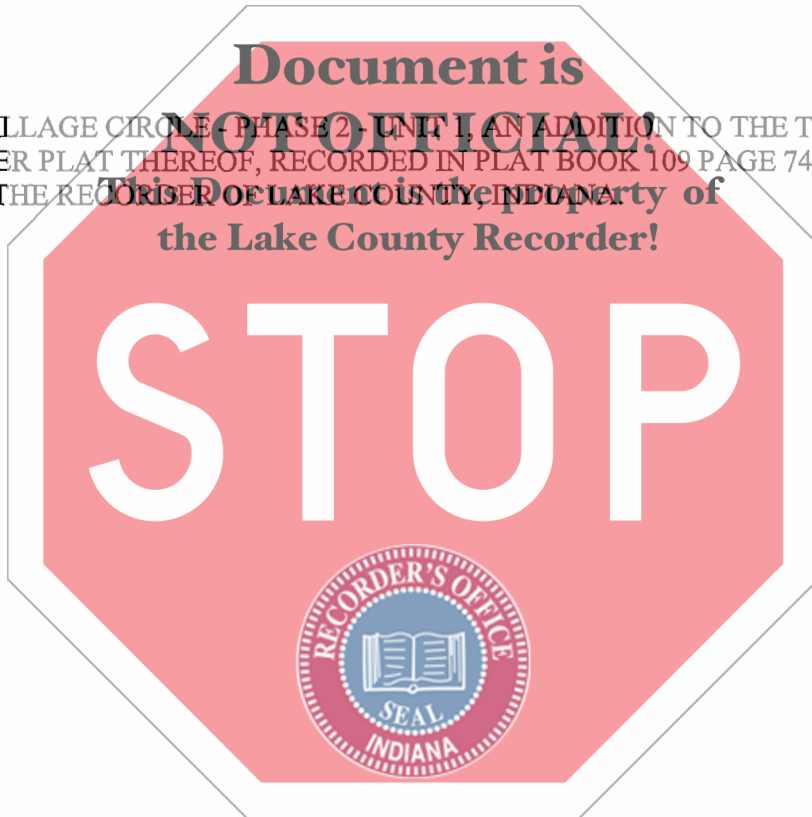 Document is
LLAGE CIRCLE - PHASE 2 - UNIT 1, AN ADDITION TO THE T
NOT OFFICIAL!
ER PLAT THEREOF, RECORDED IN PLAT BOOK 109 PAGE 74
THE RECORDER OF LAKE COUNTY, INDIANA.
This Document is the property of
the Lake County Recorder!
STOP
RECORDER'S OFFICE
SEAL
INDIANA